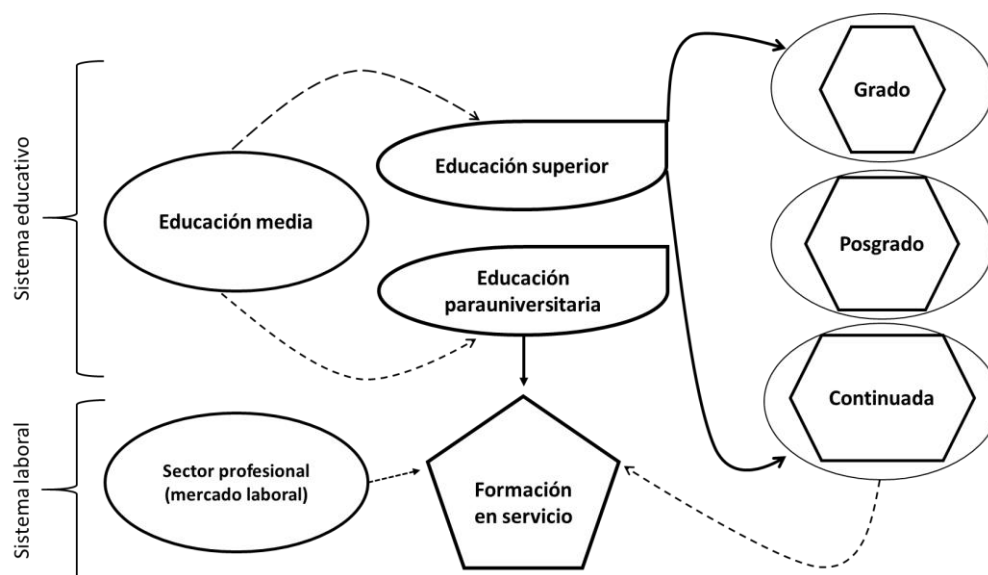 Sistema educativo
Educación media
Educación superior
Educación
parauniversitaria
Grado
Posgrado
Continuada
Sistema laboral
Sector profesional
(mercado laboral)
Formación
en servicio